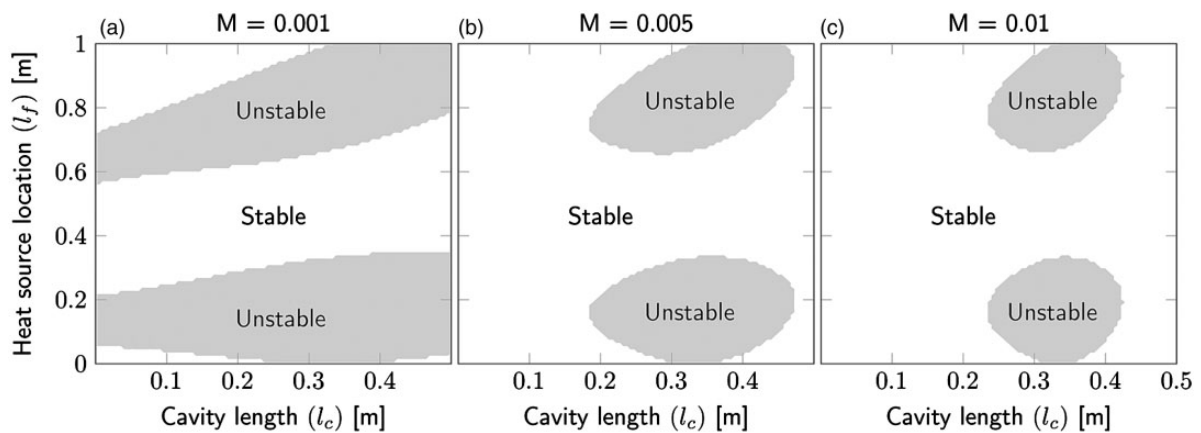 (a) M = 0.001
(b) M = 0.005
(c) M = 0.01
Heat source location (l_f) [m]
1
0.8
0.6
0.4
0.2
0
Unstable
Stable
Unstable
Unstable
Stable
Unstable
Unstable
Stable
Unstable
0.1 0.2 0.3 0.4
0.1 0.2 0.3 0.4
0.1 0.2 0.3 0.4 0.5
Cavity length (l_c) [m]
Cavity length (l_c) [m]
Cavity length (l_c) [m]